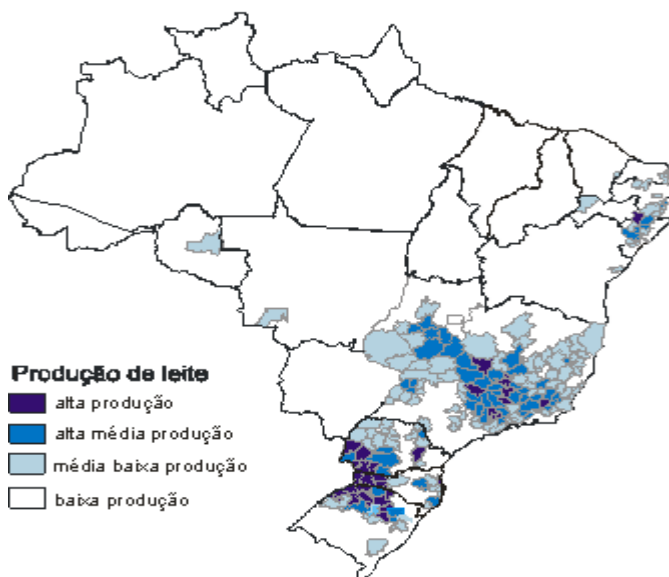 Produção de leite
alta produção
alta média produção
média baixa produção
baixa produção